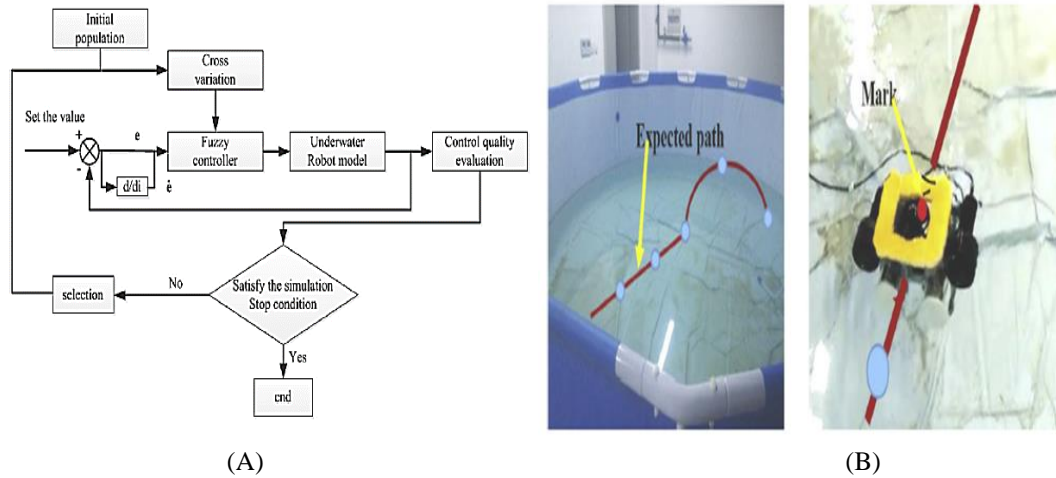 Initial
population
Cross
variation
Set the value
+
e
-
Fuzzy
controller
Underwater
Robot model
Control quality
evaluation
d/di
ė
Satisfy the simulation
Stop condition
No
selection
Yes
end
Expected path
Mark
(A)
(B)